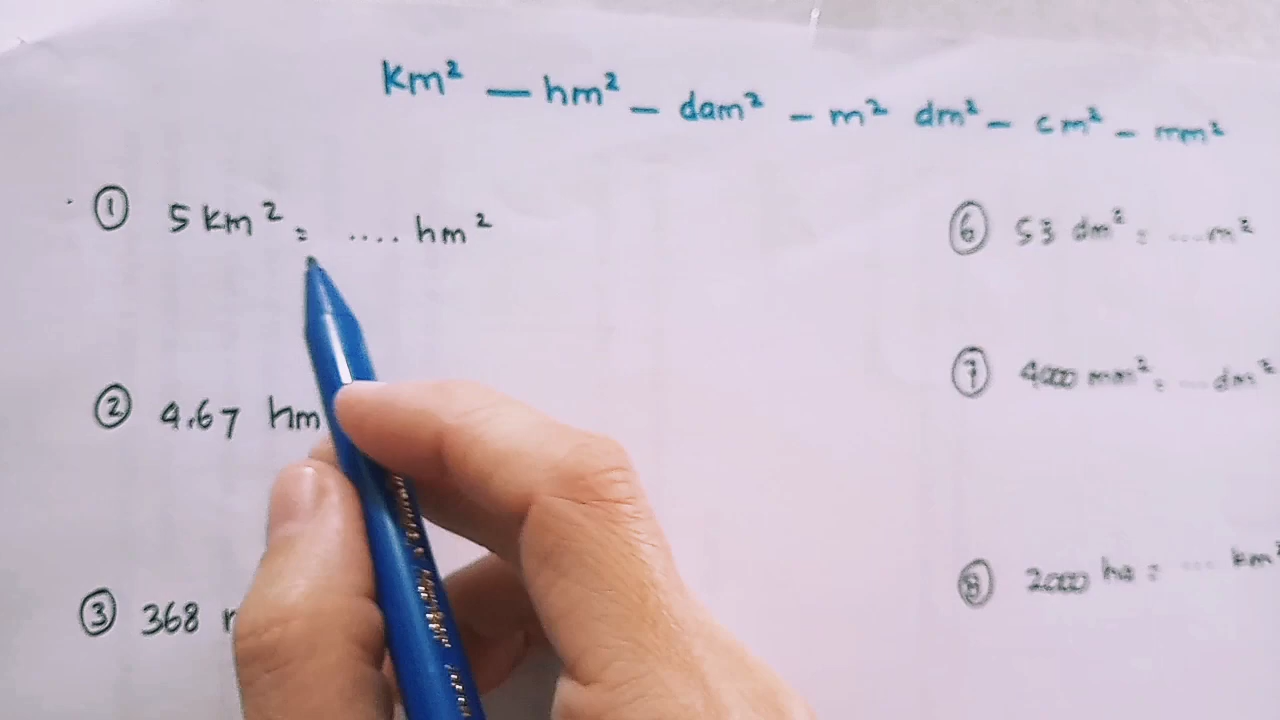 km² — hm² – dam² – m² dm² – cm² – mm²
① 5 km² = .... hm²
② 4.67 hm
③ 368
⑥ 53 dm² = ... m²
⑦ 4000 mm² = ... dm²
⑧ 2000 ha = ... km²